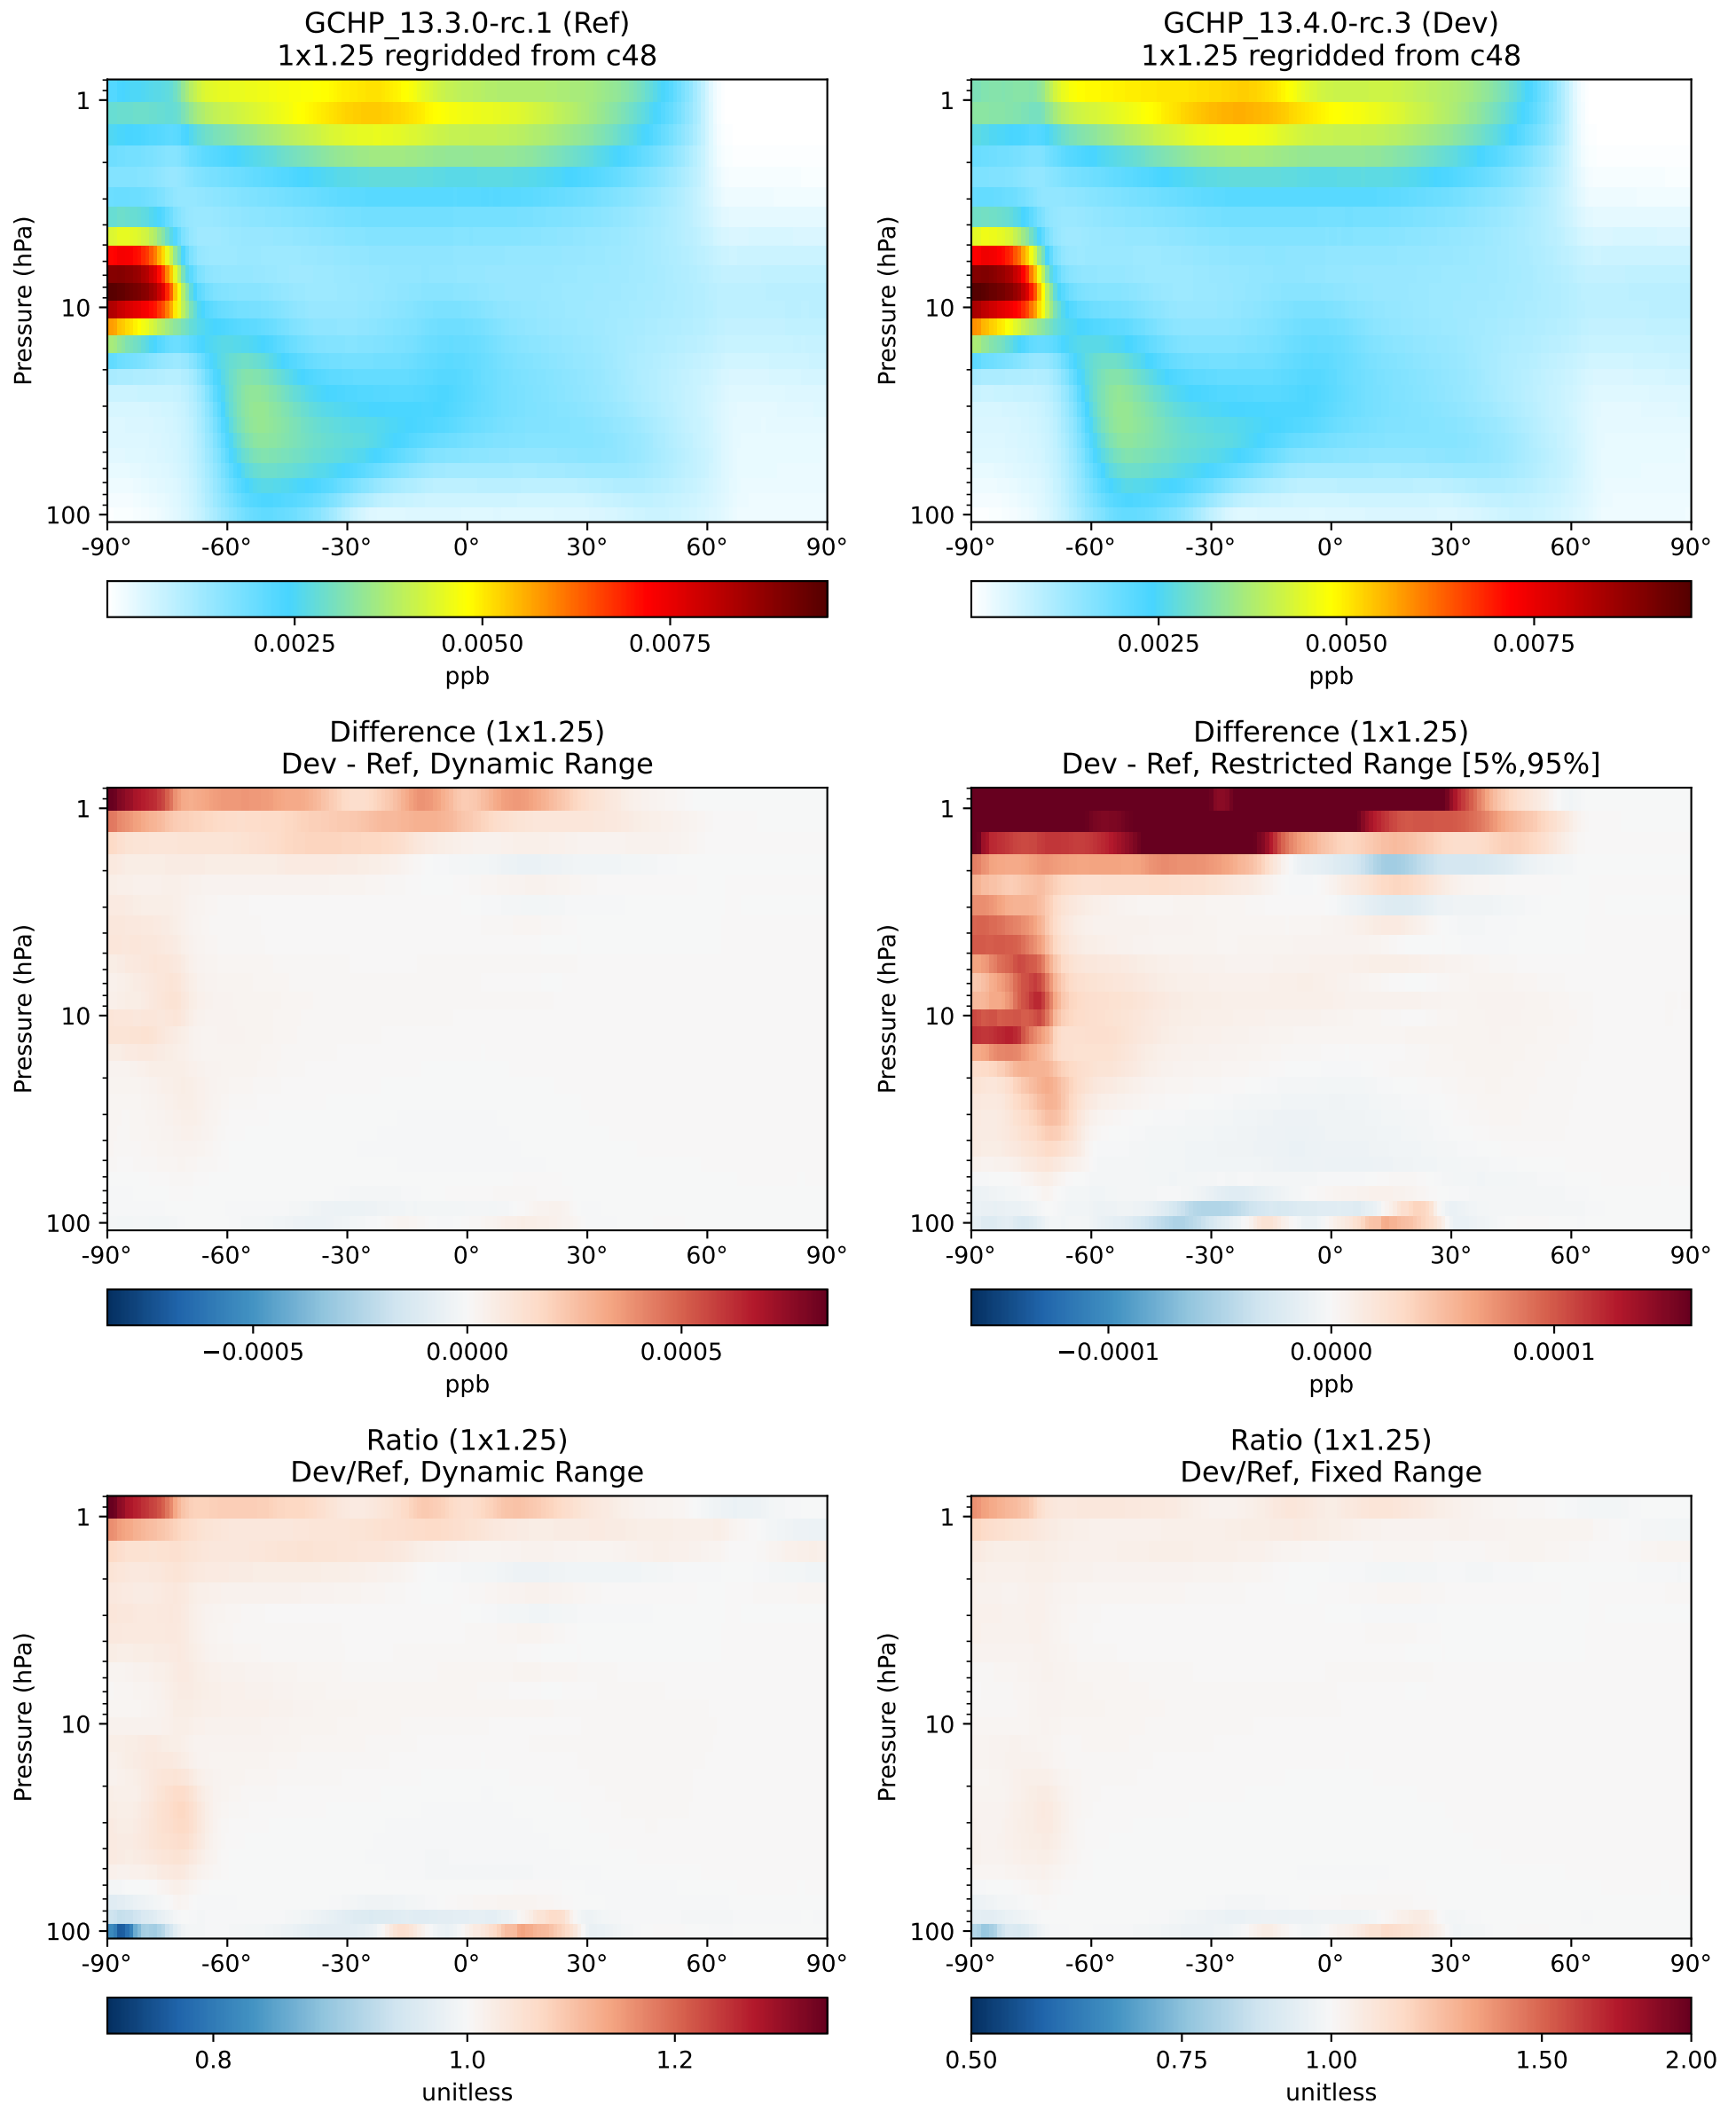 GCHP_13.3.0-rc.1 (Ref)
1x1.25 regridded from c48
GCHP_13.4.0-rc.3 (Dev)
1x1.25 regridded from c48
Pressure (hPa)
1
10
100
-90° -60° -30° 0° 30° 60° 90°
0.0025 0.0050 0.0075
ppb
Pressure (hPa)
1
10
100
-90° -60° -30° 0° 30° 60° 90°
0.0025 0.0050 0.0075
ppb
Difference (1x1.25)
Dev - Ref, Dynamic Range
Difference (1x1.25)
Dev - Ref, Restricted Range [5%,95%]
Pressure (hPa)
1
10
100
-90° -60° -30° 0° 30° 60° 90°
−0.0005 0.0000 0.0005
ppb
Pressure (hPa)
1
10
100
-90° -60° -30° 0° 30° 60° 90°
−0.0001 0.0000 0.0001
ppb
Ratio (1x1.25)
Dev/Ref, Dynamic Range
Ratio (1x1.25)
Dev/Ref, Fixed Range
Pressure (hPa)
1
10
100
-90° -60° -30° 0° 30° 60° 90°
0.8 1.0 1.2
unitless
Pressure (hPa)
1
10
100
-90° -60° -30° 0° 30° 60° 90°
0.50 0.75 1.00 1.50 2.00
unitless